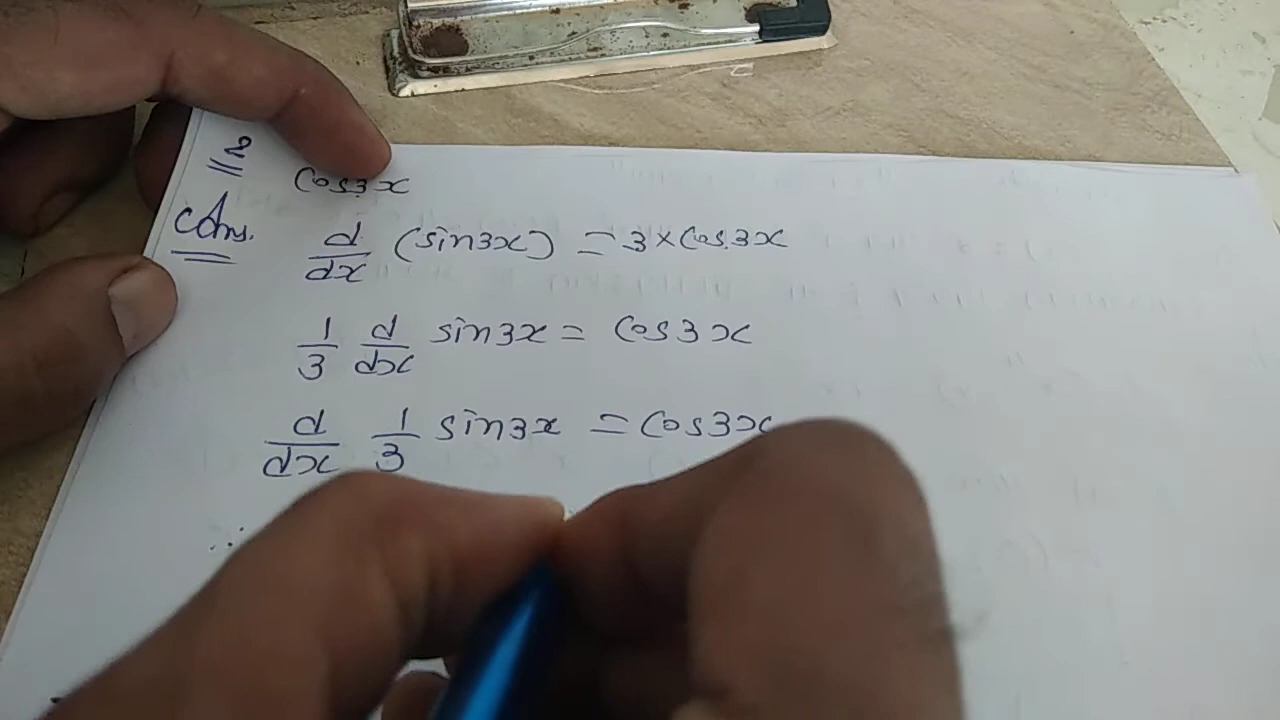 2
Cos3x
Ans.
d/dx (sin3x) = 3×Cos3x
1/3 d/dx sin3x = Cos3x
d/dx 1/3 sin3x = Cos3x
∴